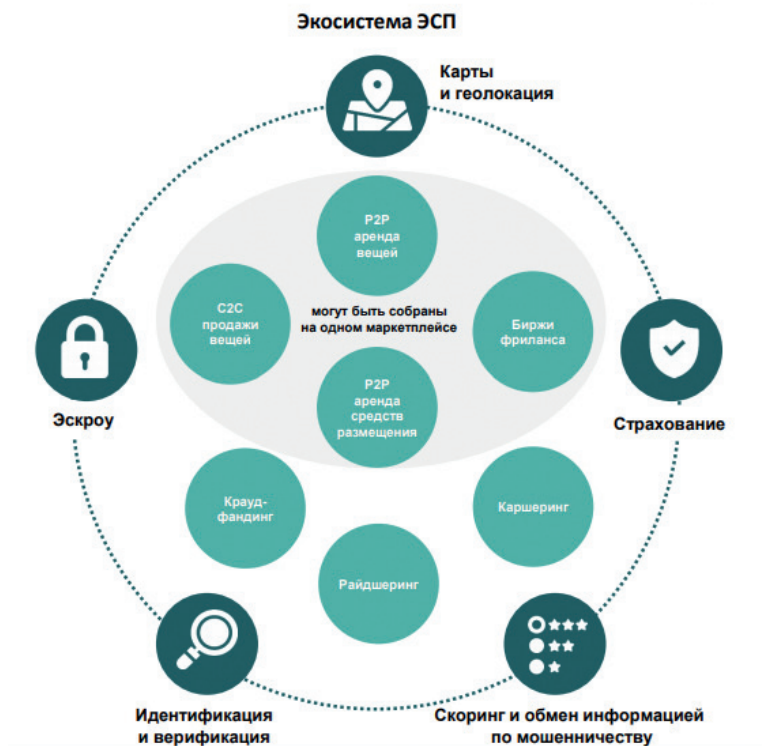 Экосистема ЭСП
Карты
и геолокация
P2P
аренда
вещей
C2C
продажи
вещей
могут быть собраны
на одном маркетплейсе
Биржи
фриланса
P2P
аренда
средств
размещения
Эскроу
Страхование
Крауд-
фандинг
Каршеринг
Райдшеринг
Идентификация
и верификация
Скоринг и обмен информацией
по мошенничеству